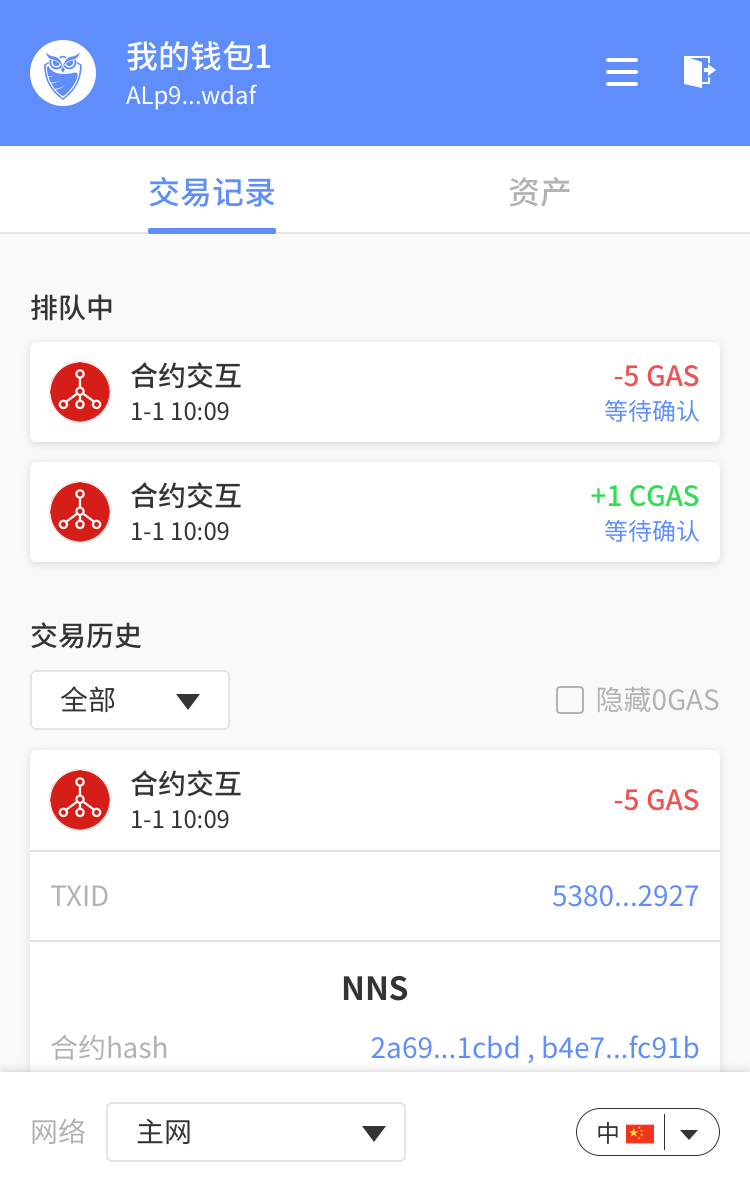 我的钱包1
ALp9...wdaf
交易记录 资产
排队中
合约交互 -5 GAS
1-1 10:09 等待确认
合约交互 +1 CGAS
1-1 10:09 等待确认
交易历史
全部 隐藏0GAS
合约交互 -5 GAS
1-1 10:09
TXID 5380...2927
NNS
合约hash 2a69...1cbd , b4e7...fc91b
网络 主网 中